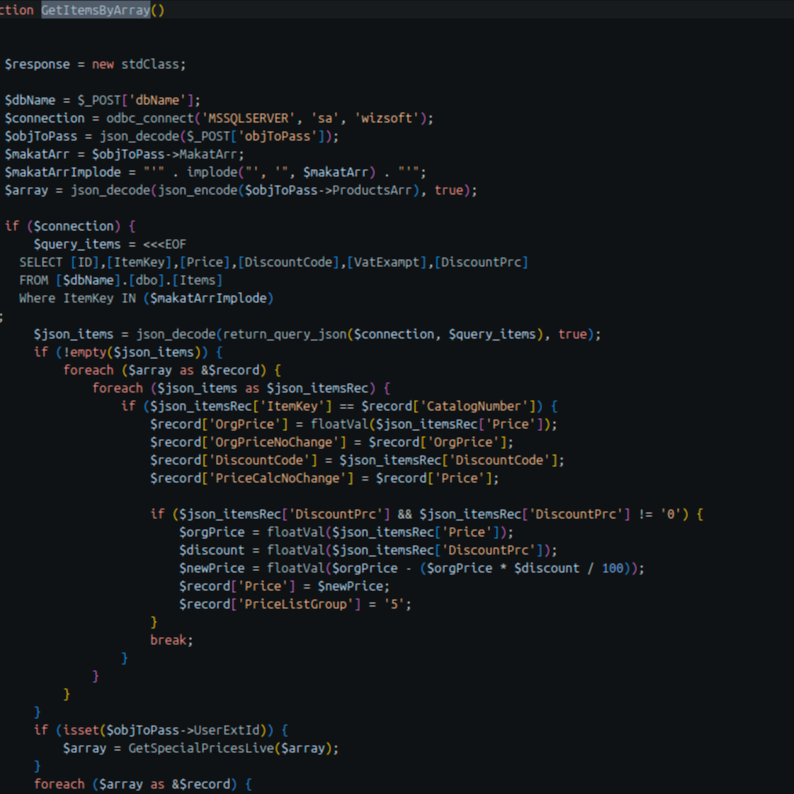 ction GetItemsByArray()
$response = new stdClass;
$dbName = $_POST['dbName'];
$connection = odbc_connect('MSSQLSERVER', 'sa', 'wizsoft');
$objToPass = json_decode($_POST['objToPass']);
$makatArr = $objToPass->MakatArr;
$makatArrImplode = "'" . implode("', '", $makatArr) . "'";
$array = json_decode(json_encode($objToPass->ProductsArr), true);
if ($connection) {
$query_items = <<<EOF
SELECT [ID],[ItemKey],[Price],[DiscountCode],[VatExampt],[DiscountPrc]
FROM [$dbName].[dbo].[Items]
Where ItemKey IN ($makatArrImplode)
;
$json_items = json_decode(return_query_json($connection, $query_items), true);
if (!empty($json_items)) {
foreach ($array as &$record) {
foreach ($json_items as $json_itemsRec) {
if ($json_itemsRec['ItemKey'] == $record['CatalogNumber']) {
$record['OrgPrice'] = floatVal($json_itemsRec['Price']);
$record['OrgPriceNoChange'] = $record['OrgPrice'];
$record['DiscountCode'] = $json_itemsRec['DiscountCode'];
$record['PriceCalcNoChange'] = $record['Price'];
if ($json_itemsRec['DiscountPrc'] && $json_itemsRec['DiscountPrc'] != '0') {
$orgPrice = floatVal($json_itemsRec['Price']);
$discount = floatVal($json_itemsRec['DiscountPrc']);
$newPrice = floatVal($orgPrice - ($orgPrice * $discount / 100));
$record['Price'] = $newPrice;
$record['PriceListGroup'] = '5';
}
break;
}
}
}
}
if (isset($objToPass->UserExtId)) {
$array = GetSpecialPricesLive($array);
}
foreach ($array as &$record) {